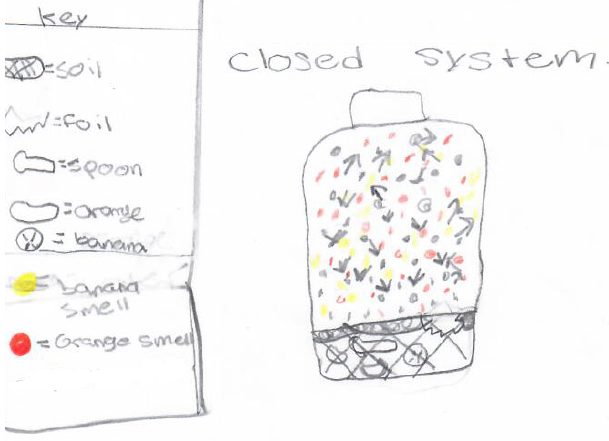 key
closed system.
=soil
=foil
=spoon
=orange
= banana
= banana
smell
= Orange smell